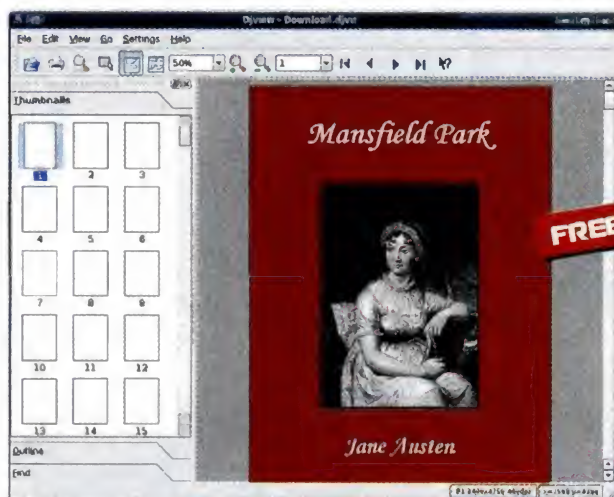 Djview - Download.djvu
File Edit View Go Settings Help
50% 1
Thumbnails
1 2 3
4 5 6
7 8 9
10 11 12
13 14 15
Outline
Find
Mansfield Park
Jane Austen
FREE